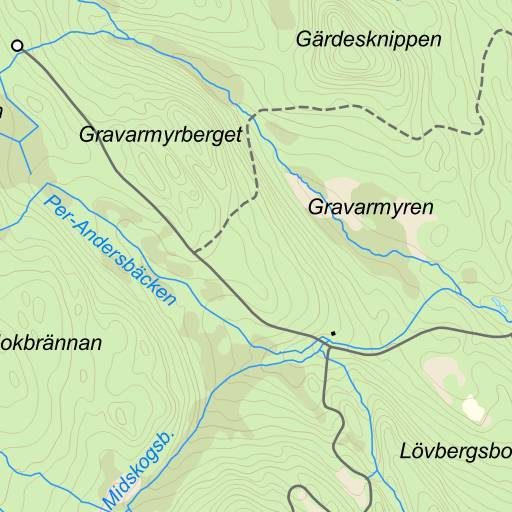 Gärdesknippen
Gravarmyrberget
Gravarmyren
Per-Andersbäcken
okbrännan
Lövbergsbo
Midskogsb.